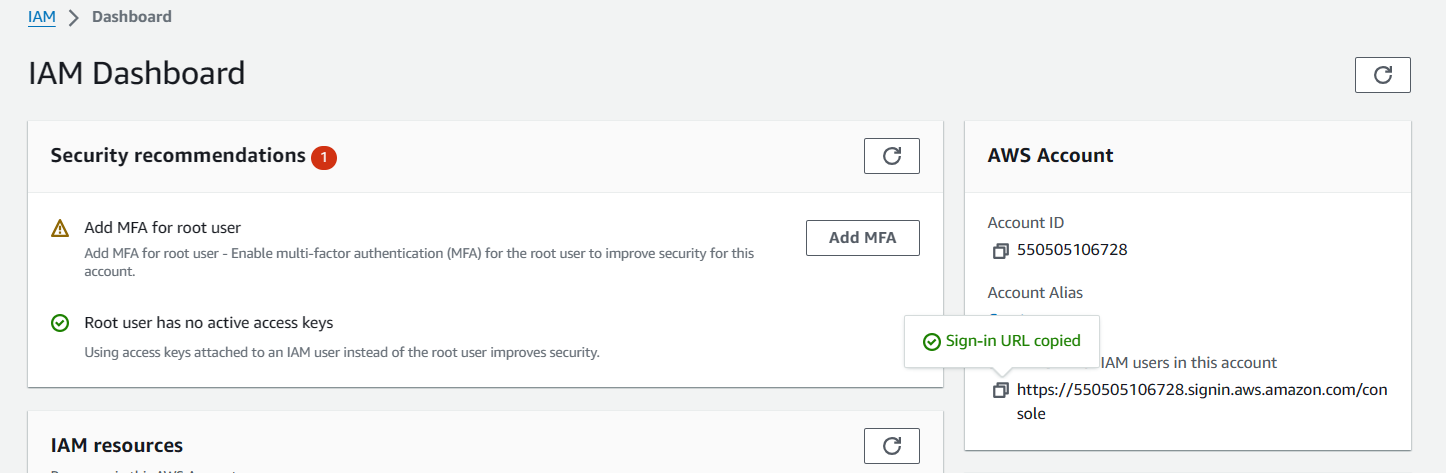 IAM > Dashboard
IAM Dashboard
Security recommendations 1
Add MFA for root user
Add MFA for root user - Enable multi-factor authentication (MFA) for the root user to improve security for this
account.
Add MFA
Root user has no active access keys
Using access keys attached to an IAM user instead of the root user improves security.
IAM resources
AWS Account
Account ID
550505106728
Account Alias
Sign-in URL copied
IAM users in this account
https://550505106728.signin.aws.amazon.com/con
sole